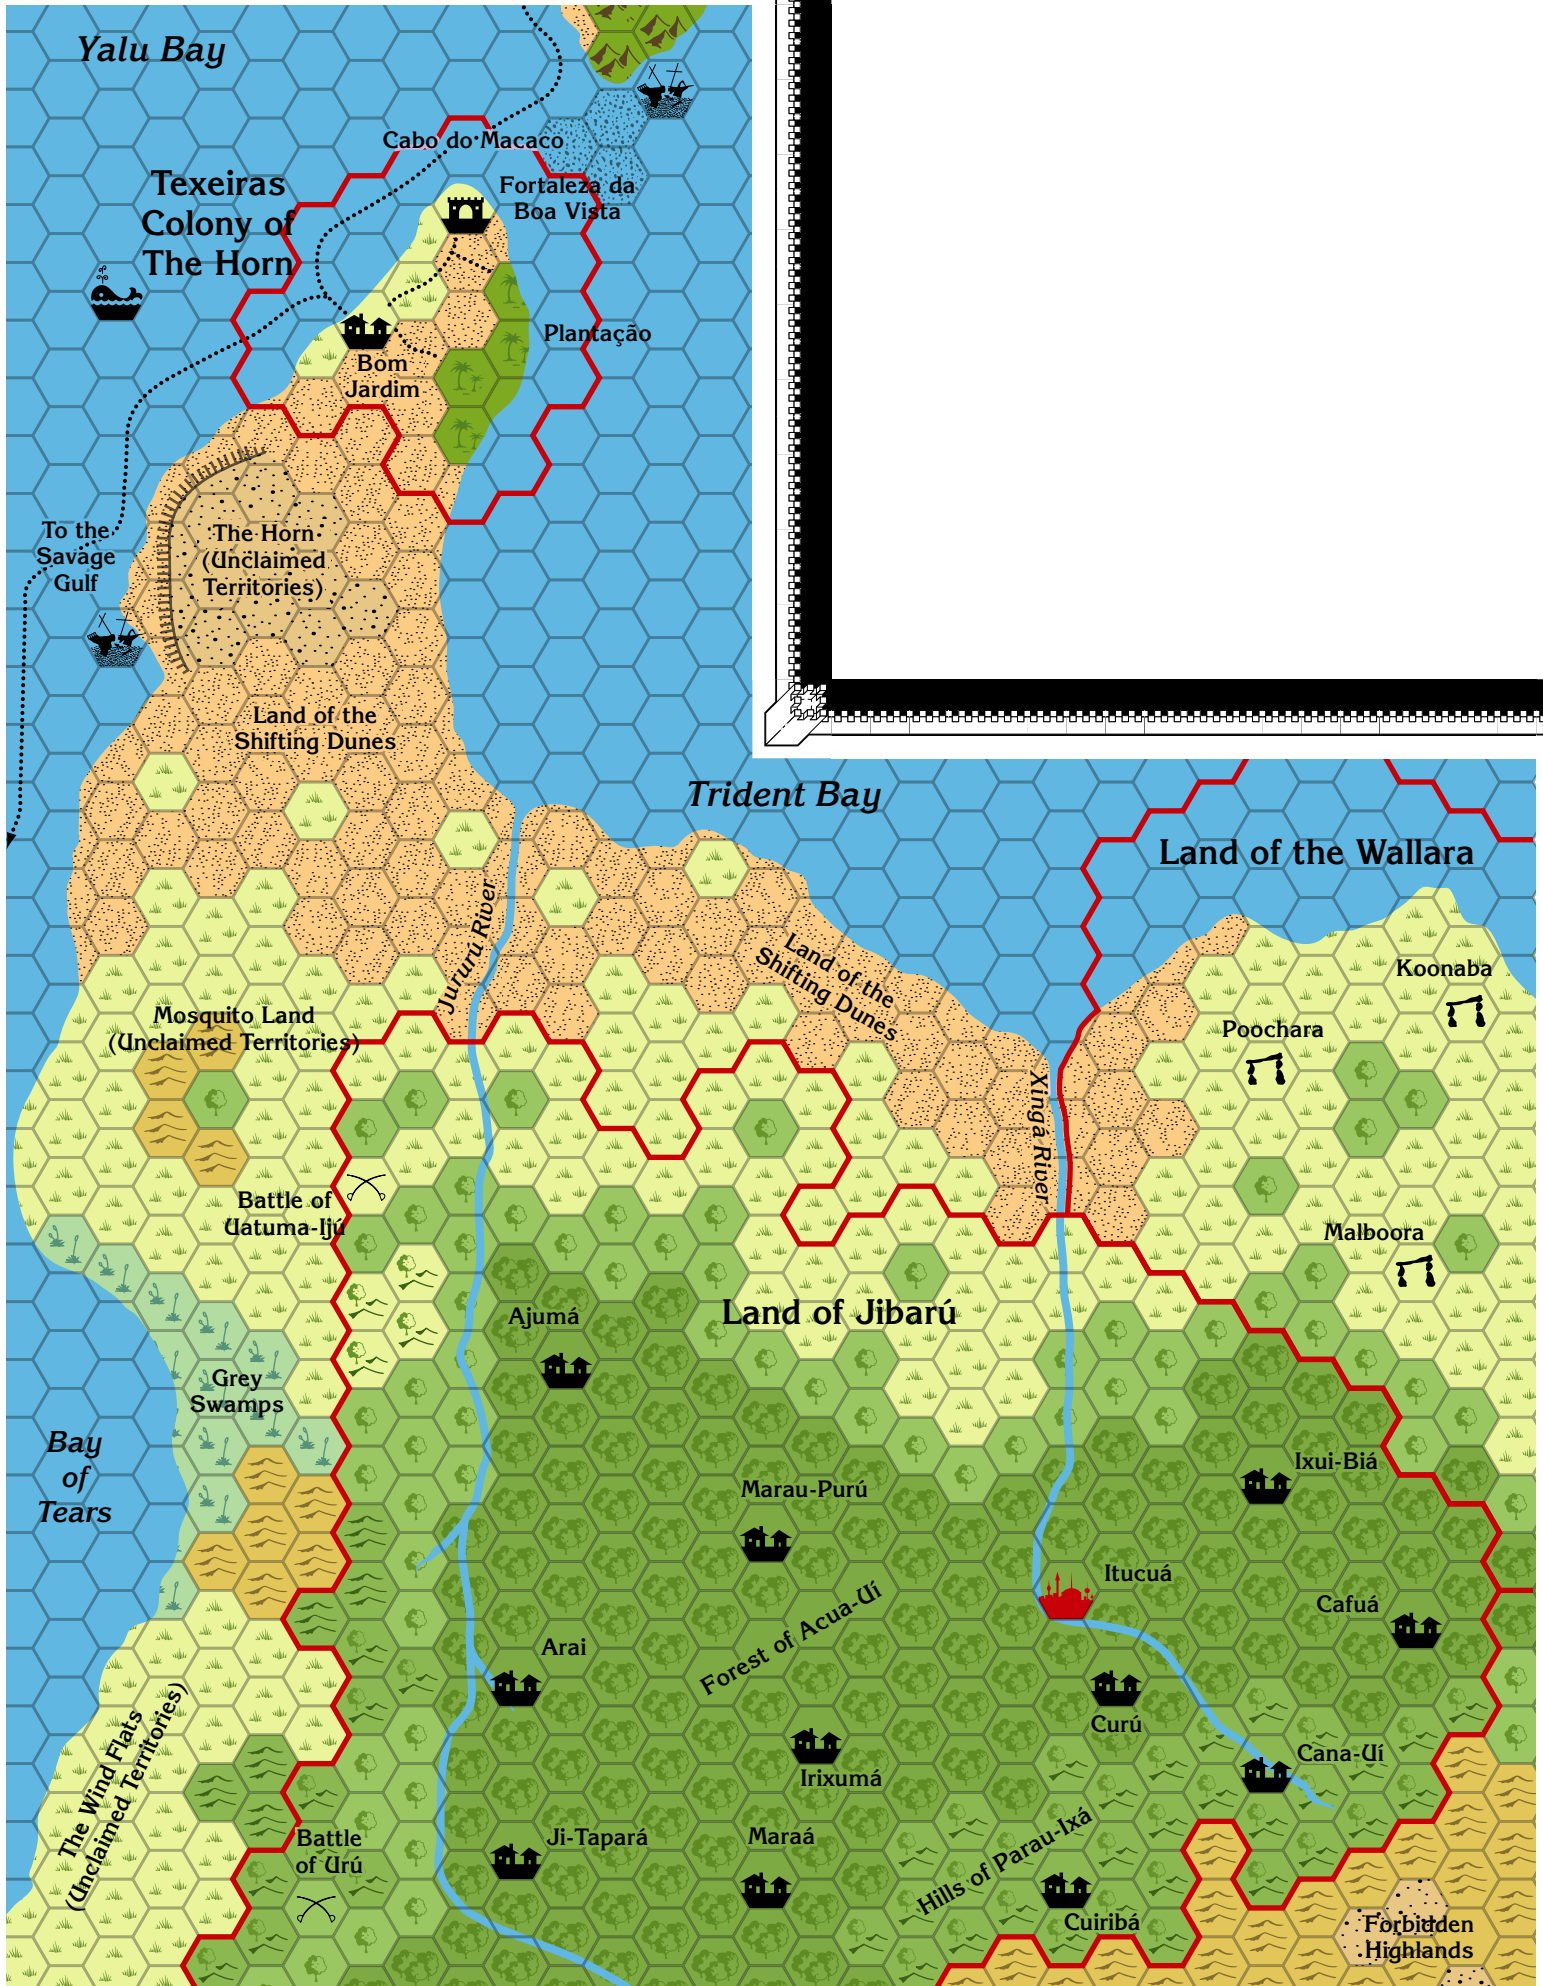 Yalu Bay
Cabo do Macaco
Texeiras
Colony of
The Horn
Fortaleza da
Boa Vista
Plantação
Bom
Jardim
To the
Savage
Gulf
The Horn
(Unclaimed
Territories)
Land of the
Shifting Dunes
Trident Bay
Land of the Wallara
Jururú River
Land of the
Shifting Dunes
Koonaba
Mosquito Land
(Unclaimed Territories)
Poochara
Xingá River
Battle of
Uatuma-Ijú
Malboora
Ajumá
Land of Jibarú
Grey
Swamps
Bay
of
Tears
Ixui-Biá
Marau-Purú
Itucuá
Cafuá
Forest of Acua-Uí
Arai
Curú
The Wind Flats
(Unclaimed Territories)
Cana-Uí
Irixumá
Battle
of Urú
Ji-Tapará
Maraá
Hills of Parau-Ixá
Cuiribá
Forbidden
Highlands